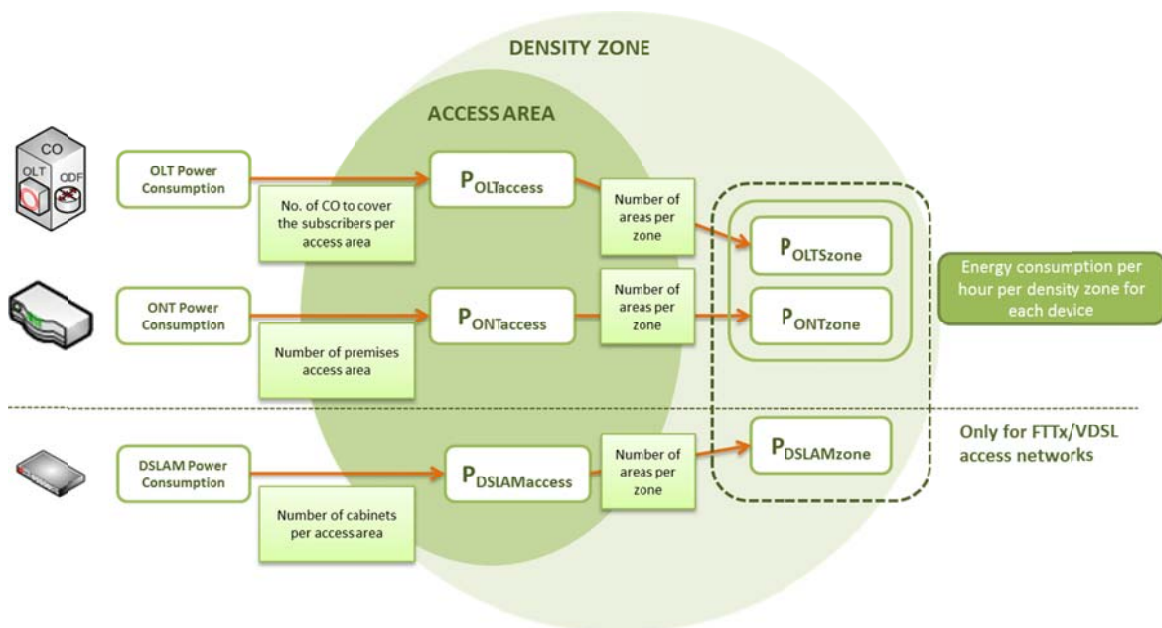 DENSITY ZONE
ACCESS AREA
CO
OLT
ODF
OLT Power
Consumption
No. of CO to cover
the subscribers per
access area
POLTaccess
Number of
areas per
zone
POLTSzone
Energy consumption per
hour per density zone for
each device
ONT Power
Consumption
Number of premises
access area
PONTaccess
Number of
areas per
zone
PONTzone
DSLAM Power
Consumption
Number of cabinets
per accessarea
PDSLAMaccess
Number of
areas per
zone
PDSLAMzone
Only for FTTx/VDSL
access networks